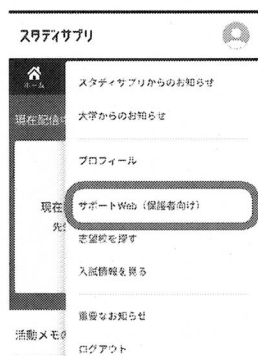 スタディサプリ
ホーム
スタディサプリからのお知らせ
現在配信
大学からのお知らせ
プロフィール
現在
サポートWeb（保護者向け）
先
志望校を探す
入試情報を見る
重要なお知らせ
活動メモの
ログアウト